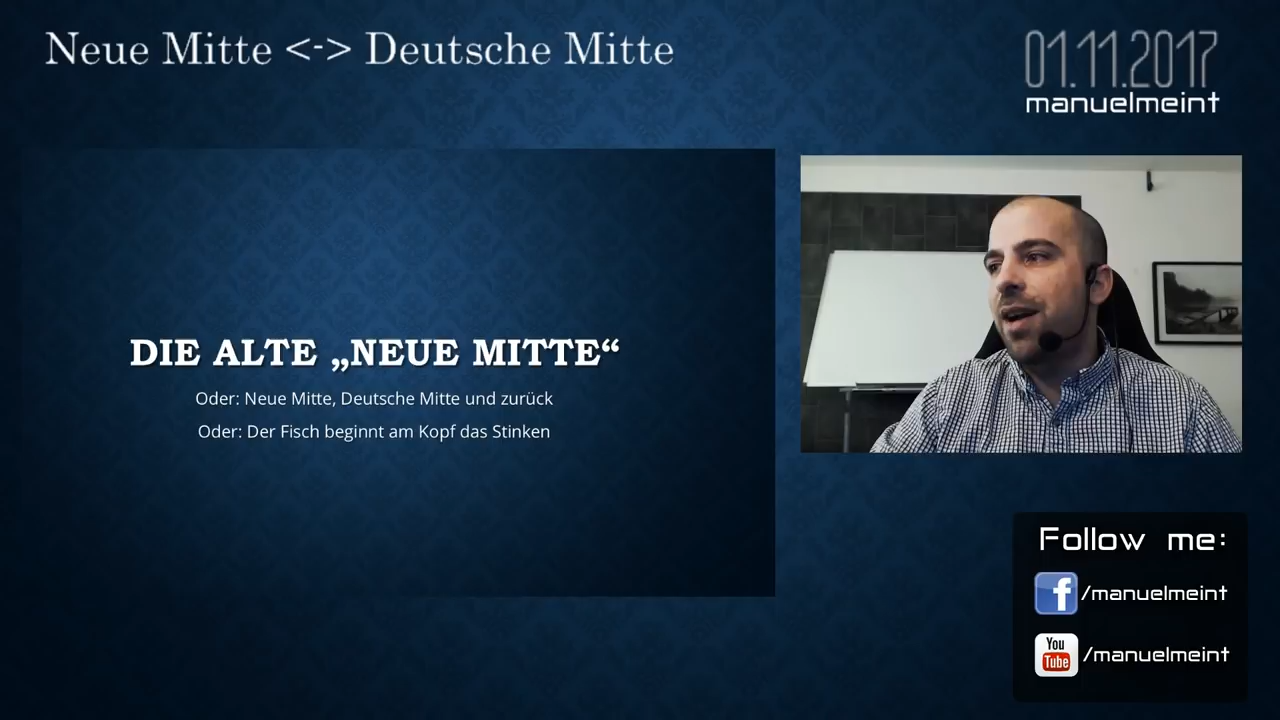 Neue Mitte <-> Deutsche Mitte
01.11.2017
manuelmeint
DIE ALTE „NEUE MITTE“
Oder: Neue Mitte, Deutsche Mitte und zurück
Oder: Der Fisch beginnt am Kopf das Stinken
Follow me:
f /manuelmeint
You
Tube /manuelmeint